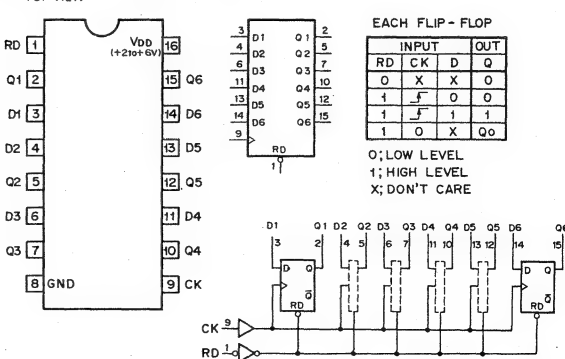 TOP VIEW
RD 1
VDD
(+2 to +6V)
16
Q1 2
15 Q6
D1 3
14 D6
D2 4
13 D5
Q2 5
12 Q5
D3 6
11 D4
Q3 7
10 Q4
8 GND
9 CK
3 D1 Q1 2
4 D2 Q2 5
6 D3 Q3 7
11 D4 Q4 10
13 D5 Q5 12
14 D6 Q6 15
9
RD
1
EACH FLIP-FLOP
INPUT OUT
RD CK D Q
0 X X 0
1 0 0
1 1 1
1 0 X Qo
0; LOW LEVEL
1; HIGH LEVEL
X; DON'T CARE
D1 Q1 D2 Q2 D3 Q3 D4 Q4 D5 Q5 D6 Q6
3 2 4 5 6 7 11 10 13 12 14 15
D Q D Q
Q Q
RD RD
CK 9
RD 1